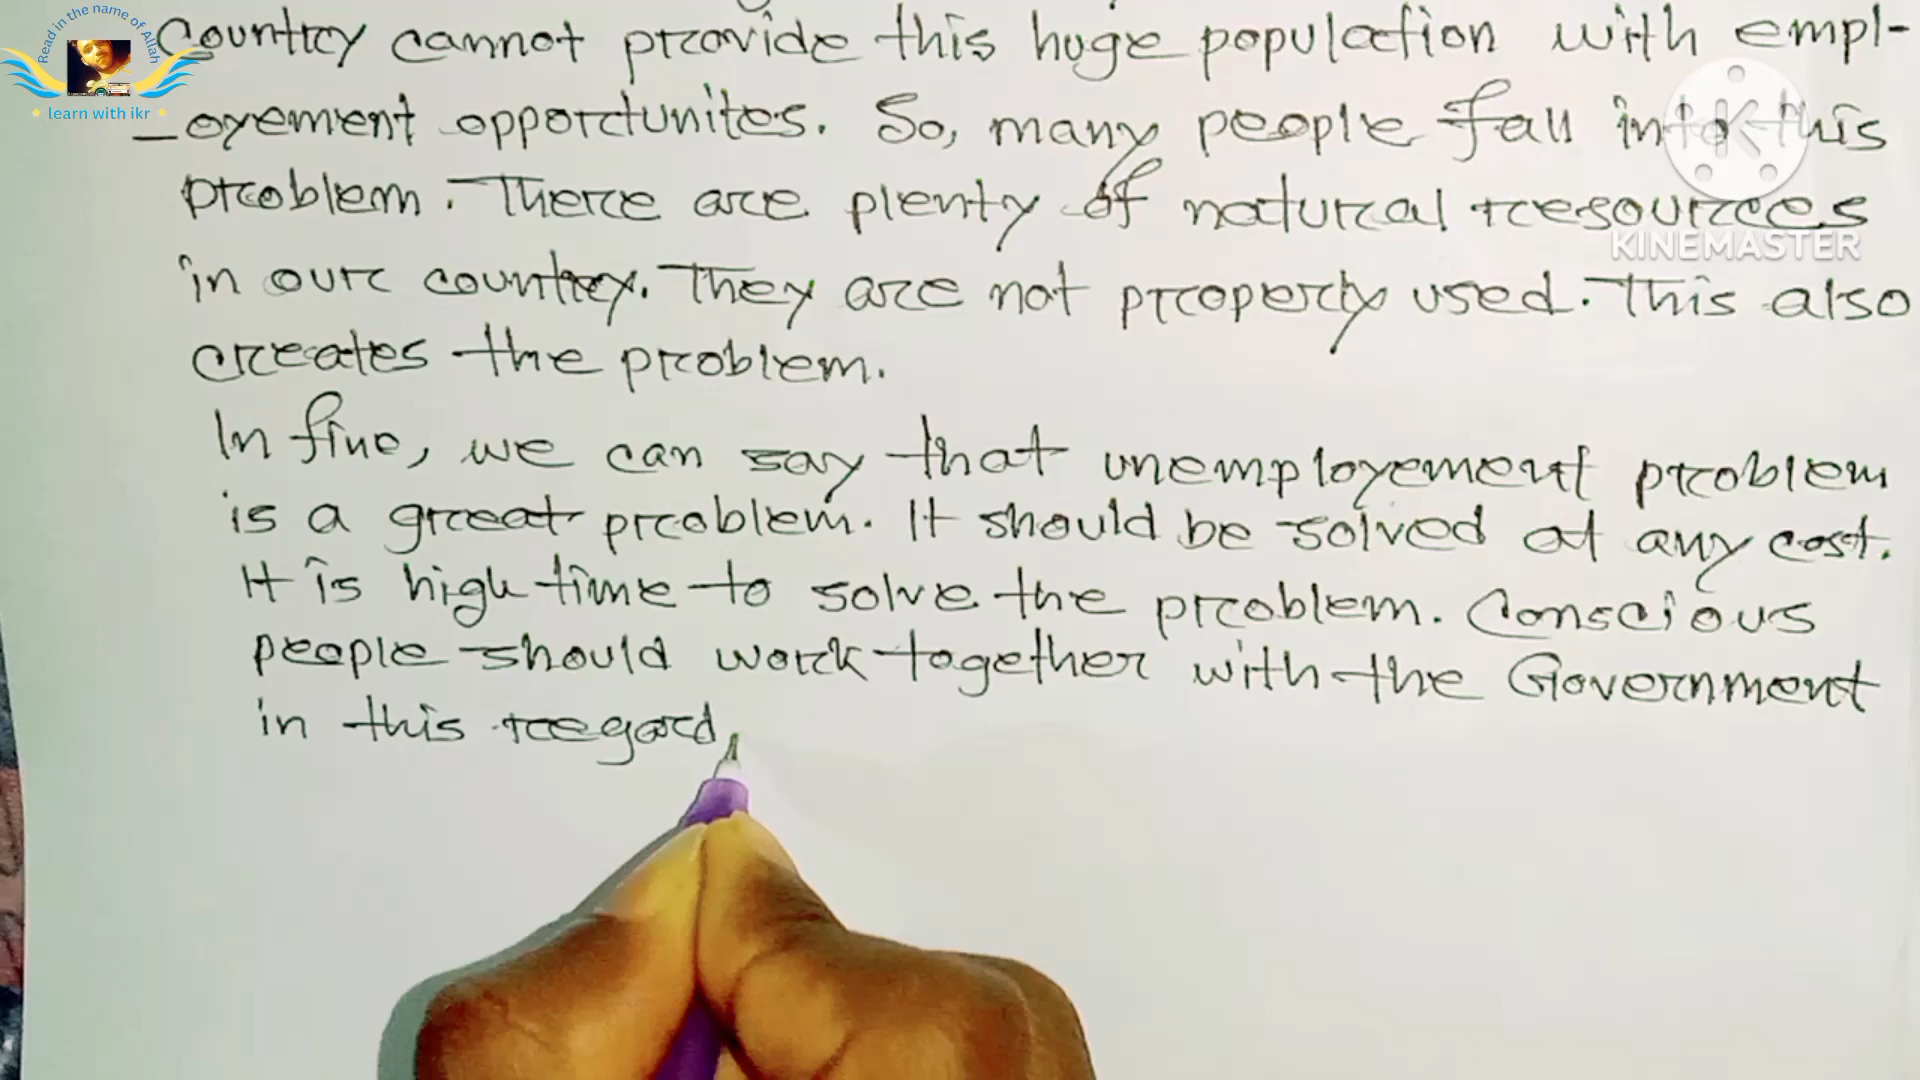 Read in the name of Allah
learn with ikr
Country cannot provide this huge population with empl-
-oyement opportunites. So, many people fall into this
problem. There are plenty of natural resources
KINEMASTER
in our country. They are not properly used. This also
creates the problem.
In fine, we can say that unemployement problem
is a great problem. It should be solved at any cost.
It is high time to solve the problem. Conscious
people should work together with the Government
in this regard